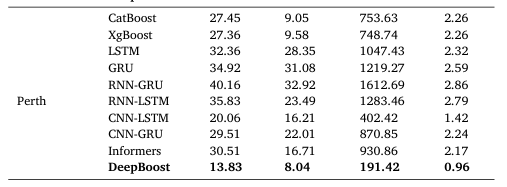 CatBoost 27.45 9.05 753.63 2.26
XgBoost 27.36 9.58 748.74 2.26
LSTM 32.36 28.35 1047.43 2.32
GRU 34.92 31.08 1219.27 2.59
RNN-GRU 40.16 32.92 1612.69 2.86
Perth RNN-LSTM 35.83 23.49 1283.46 2.79
CNN-LSTM 20.06 16.21 402.42 1.42
CNN-GRU 29.51 22.01 870.85 2.24
Informers 30.51 16.71 930.86 2.17
DeepBoost 13.83 8.04 191.42 0.96